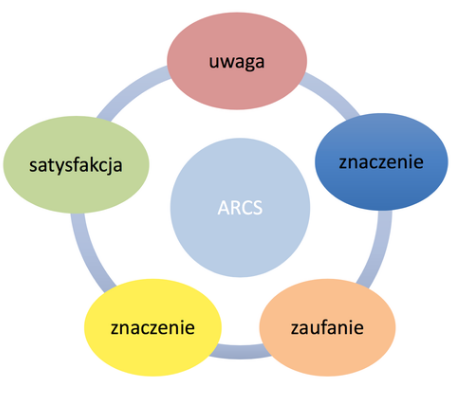 uwaga
znaczenie
zaufanie
znaczenie
satysfakcja
ARCS